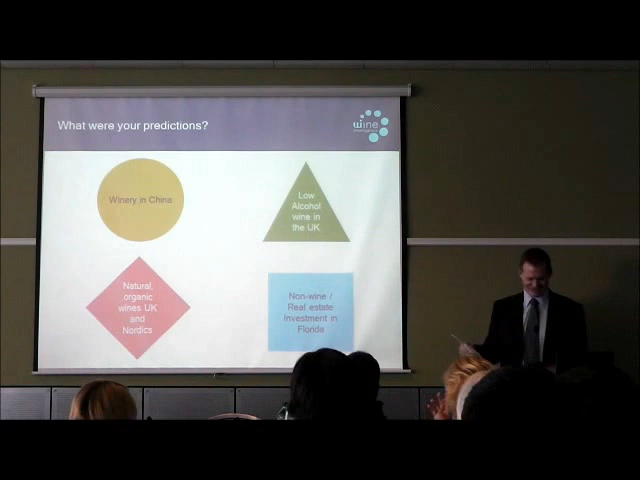 What were your predictions?
wine
Winery in China
Low
Alcohol
wine in
the UK
Natural,
organic
wines UK
and
Nordics
Non-wine /
Real estate
Investment in
Florida